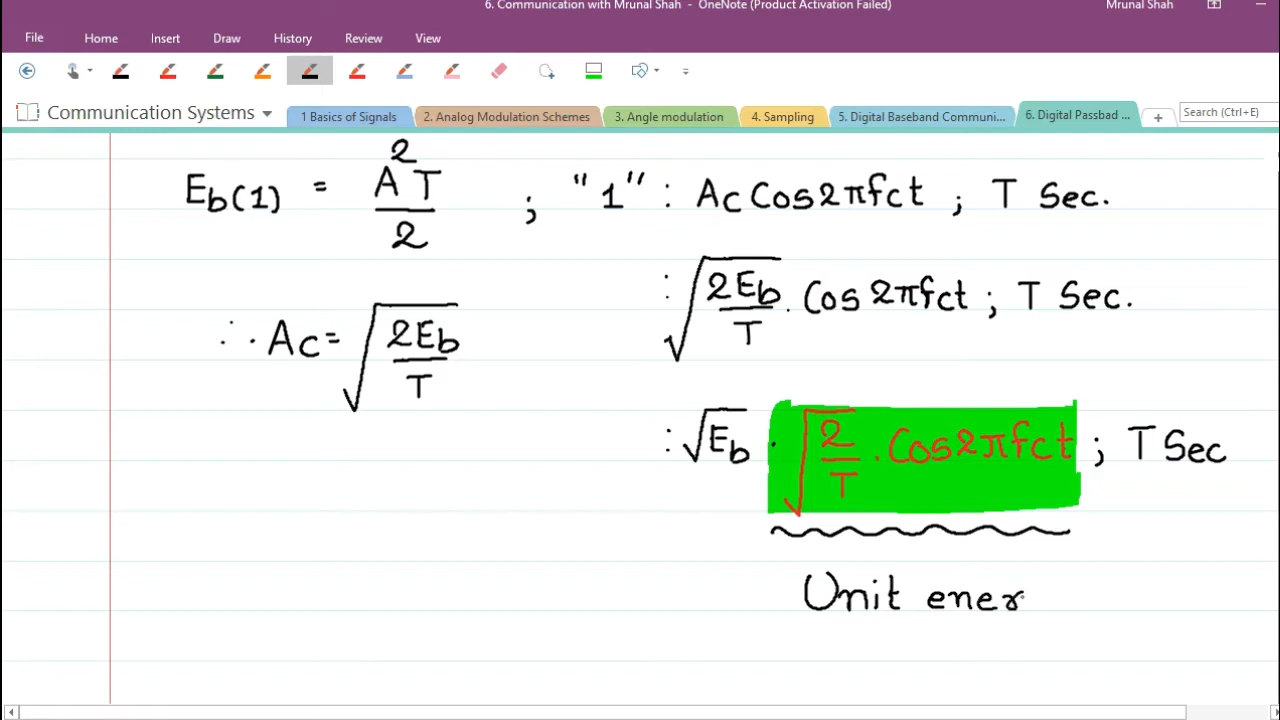 6. Communication with Mrunal Shah - OneNote (Product Activation Failed) Mrunal Shah
File Home Insert Draw History Review View
Communication Systems 1 Basics of Signals 2. Analog Modulation Schemes 3. Angle modulation 4. Sampling 5. Digital Baseband Communi... 6. Digital Passbad ... Search (Ctrl+E)
Eb(1) = A²T/2 ; "1" : Ac Cos2πfct ; T Sec.
: √(2Eb/T) . Cos 2πfct ; T Sec.
∴ Ac = √(2Eb/T)
: √Eb · √(2/T) . Cos2πfct ; T Sec
Unit ener